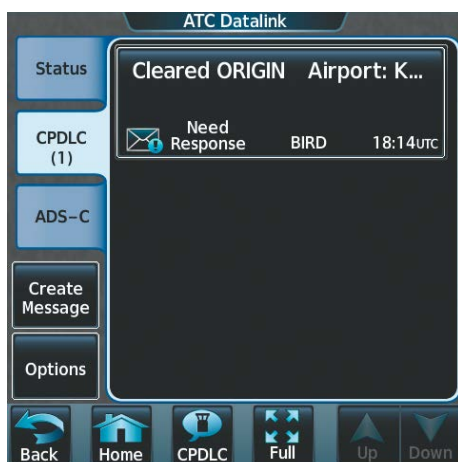 ATC Datalink
Status
CPDLC
(1)
ADS-C
Create
Message
Options
Cleared ORIGIN Airport: K...
Need
Response BIRD 18:14UTC
Back Home CPDLC Full Up Down